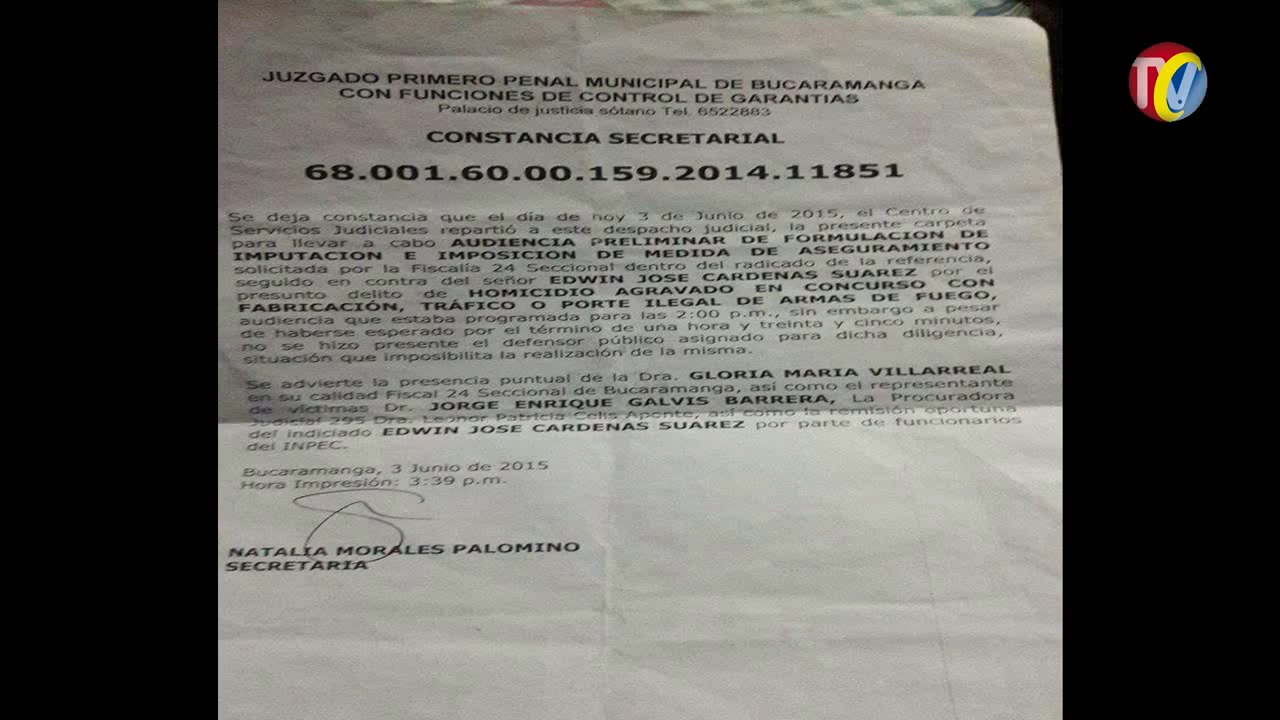 JUZGADO PRIMERO PENAL MUNICIPAL DE BUCARAMANGA
CON FUNCIONES DE CONTROL DE GARANTIAS
Palacio de justicia sótano Tel. 6522883
CONSTANCIA SECRETARIAL
68.001.60.00.159.2014.11851
Se deja constancia que el día de hoy 3 de Junio de 2015, el Centro de
Servicios Judiciales repartió a este despacho judicial, la presente carpeta
para llevar a cabo AUDIENCIA PRELIMINAR DE FORMULACION DE
IMPUTACION E IMPOSICION DE MEDIDA DE ASEGURAMIENTO
solicitada por la Fiscalía 24 Seccional dentro del radicado de la referencia,
seguido en contra del señor EDWIN JOSE CARDENAS SUAREZ por el
presunto delito de HOMICIDIO AGRAVADO EN CONCURSO CON
FABRICACIÓN, TRÁFICO O PORTE ILEGAL DE ARMAS DE FUEGO,
audiencia que estaba programada para las 2:00 p.m., sin embargo a pesar
de haberse esperado por el término de una hora y treinta y cinco minutos,
no se hizo presente el defensor público asignado para dicha diligencia,
situación que imposibilita la realización de la misma.
Se advierte la presencia puntual de la Dra. GLORIA MARIA VILLARREAL
en su calidad Fiscal 24 Seccional de Bucaramanga, así como el representante
de víctimas Dr. JORGE ENRIQUE GALVIS BARRERA, La Procuradora
Judicial 295 Dra. Leonor Patricia Celis Aponte, así como la remisión oportuna
del indiciado EDWIN JOSE CARDENAS SUAREZ por parte de funcionarios
del INPEC.
Bucaramanga, 3 Junio de 2015
Hora Impresión: 3:39 p.m.
NATALIA MORALES PALOMINO
SECRETARIA
TVC